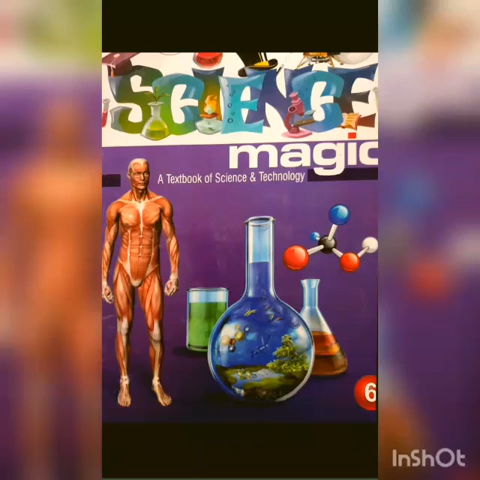 SCIENCE
magic
A Textbook of Science & Technology
6
InShOt